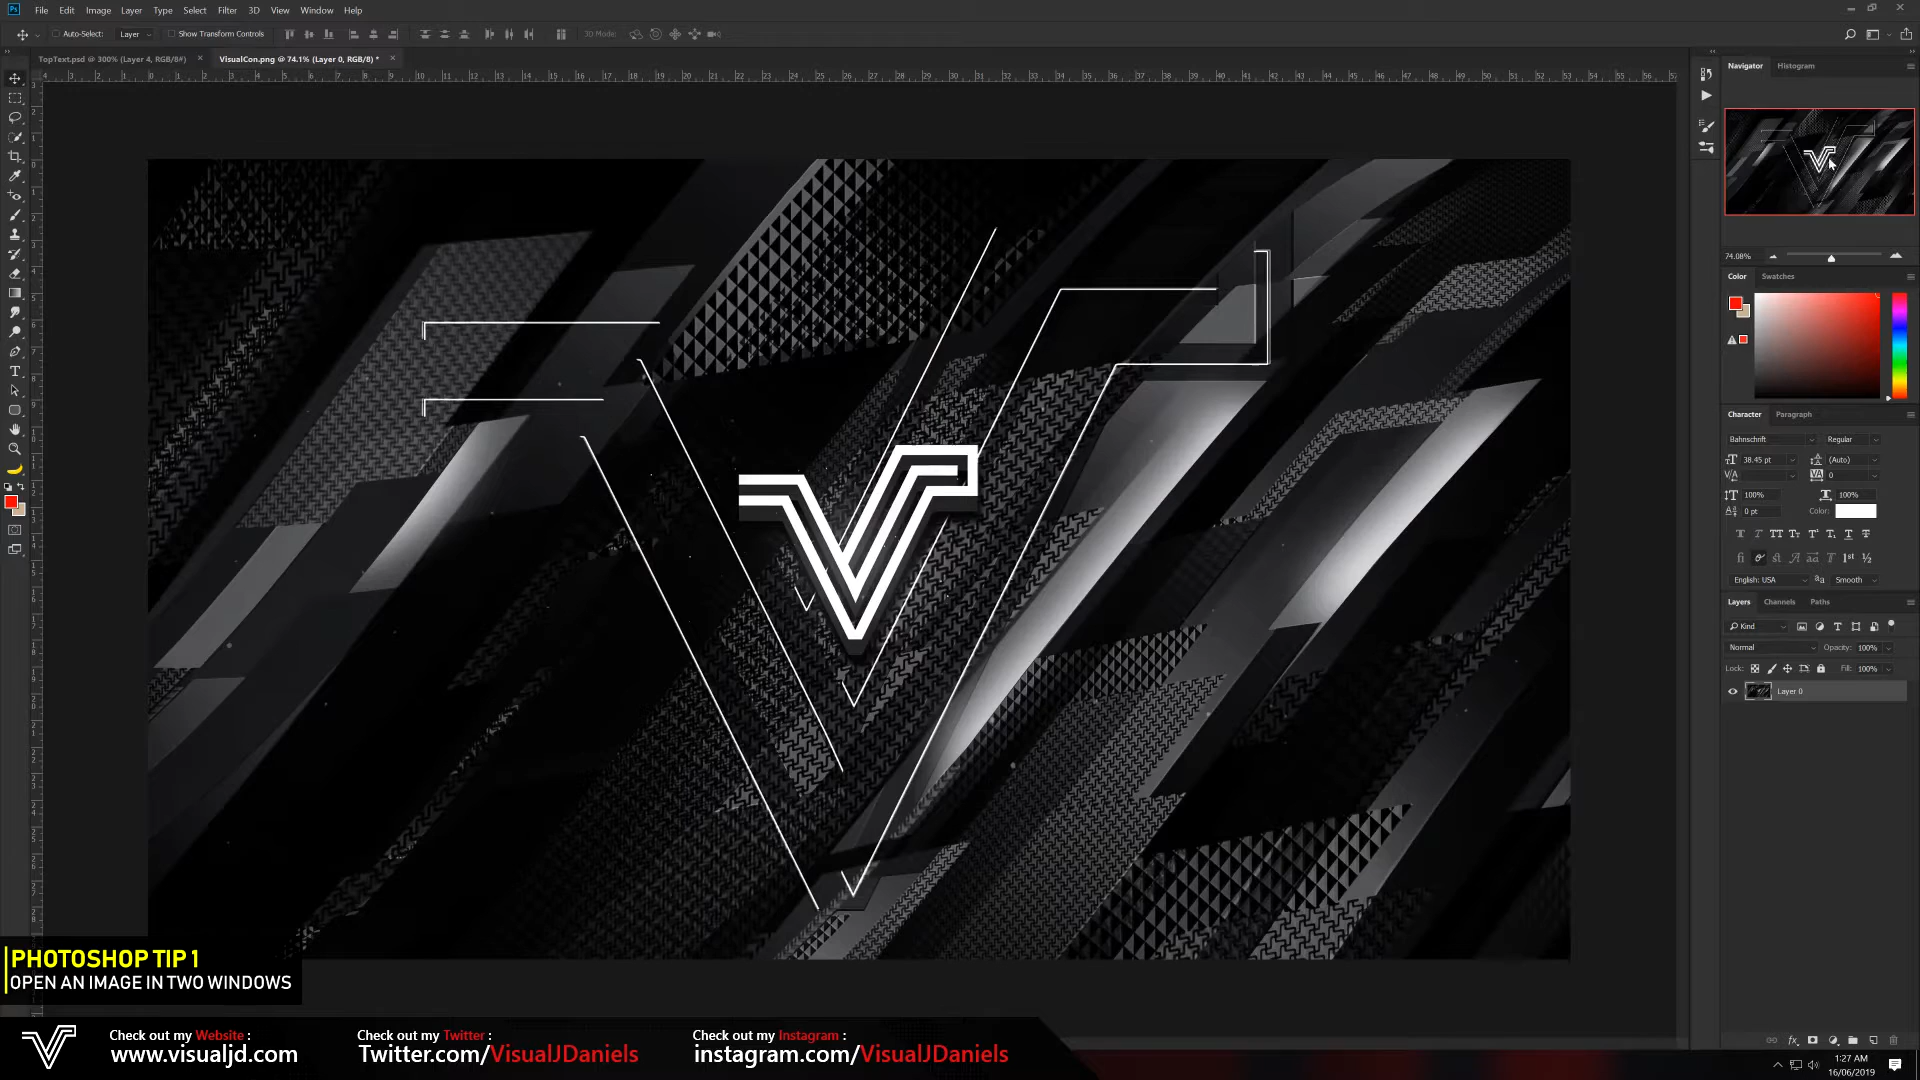 Ps File Edit Image Layer Type Select Filter 3D View Window Help
Auto-Select: Layer Show Transform Controls 3D Mode:
TopText.psd @ 300% (Layer 4, RGB/8#) × VisualCon.png @ 74.1% (Layer 0, RGB/8) * ×
Navigator Histogram
74.08%
Color Swatches
Character Paragraph
Bahnschrift Regular
38.45 pt (Auto)
0
100% 100%
0 pt Color:
English: USA aa Smooth
Layers Channels Paths
Kind
Normal Opacity: 100%
Lock: Fill: 100%
Layer 0
PHOTOSHOP TIP 1
OPEN AN IMAGE IN TWO WINDOWS
Check out my Website :
www.visualjd.com
Check out my Twitter :
Twitter.com/VisualJDaniels
Check out my Instagram :
instagram.com/VisualJDaniels
1:27 AM
16/06/2019